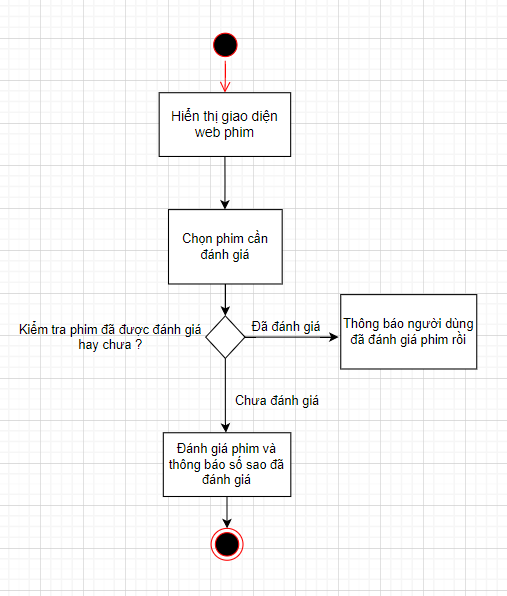 Hiển thị giao diện
web phim
Chọn phim cần
đánh giá
Kiểm tra phim đã được đánh giá
hay chưa ?
Đã đánh giá
Thông báo người dùng
đã đánh giá phim rồi
Chưa đánh giá
Đánh giá phim và
thông báo số sao đã
đánh giá